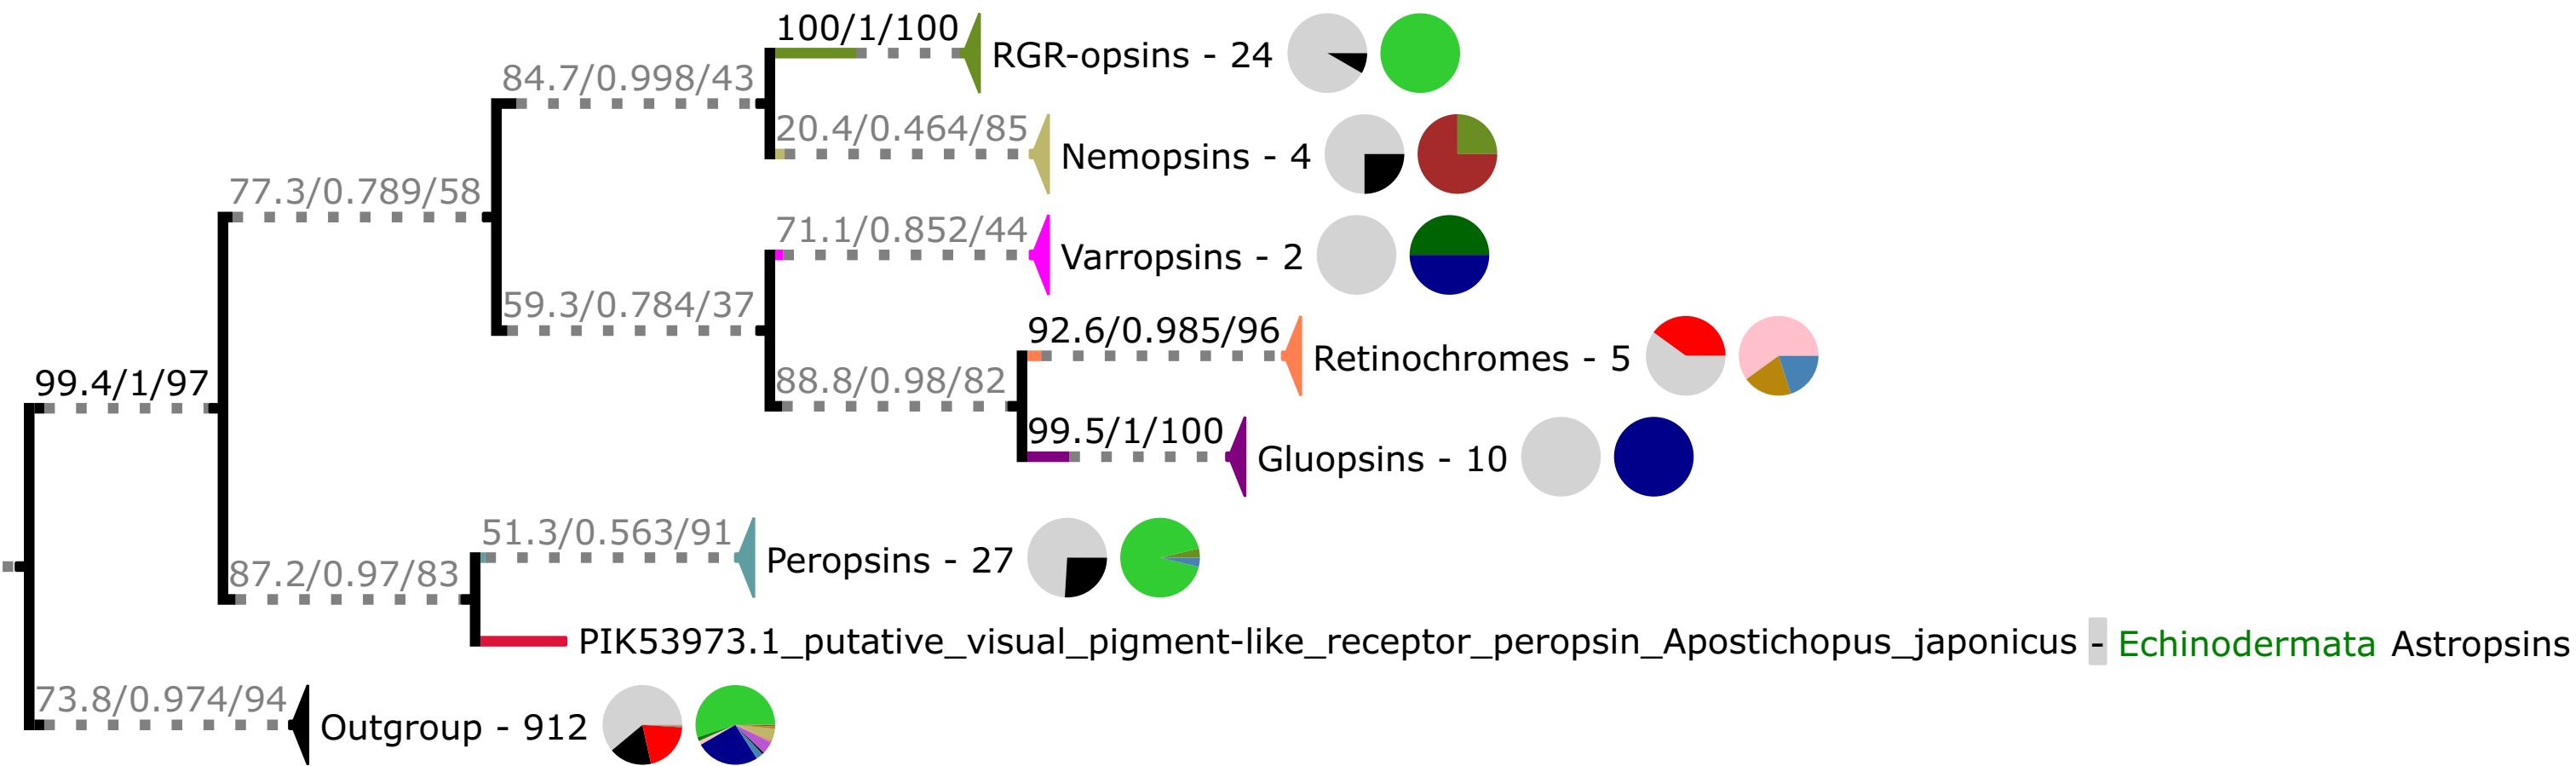 100/1/100
RGR-opsins - 24
84.7/0.998/43
20.4/0.464/85
Nemopsins - 4
77.3/0.789/58
71.1/0.852/44
Varropsins - 2
59.3/0.784/37
92.6/0.985/96
Retinochromes - 5
99.4/1/97
88.8/0.98/82
99.5/1/100
Gluopsins - 10
51.3/0.563/91
Peropsins - 27
87.2/0.97/83
PIK53973.1_putative_visual_pigment-like_receptor_peropsin_Apostichopus_japonicus - Echinodermata Astropsins
73.8/0.974/94
Outgroup - 912